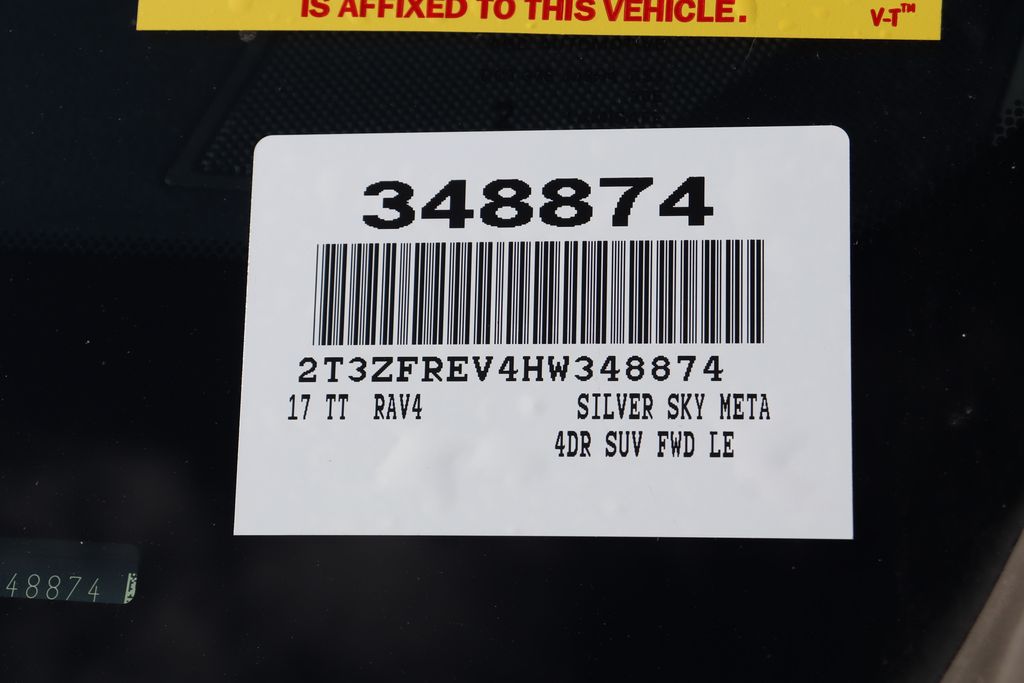 IS AFFIXED TO THIS VEHICLE.
V-T™
348874
2T3ZFREV4HW348874
17 TT RAV4 SILVER SKY META
4DR SUV FWD LE
48874